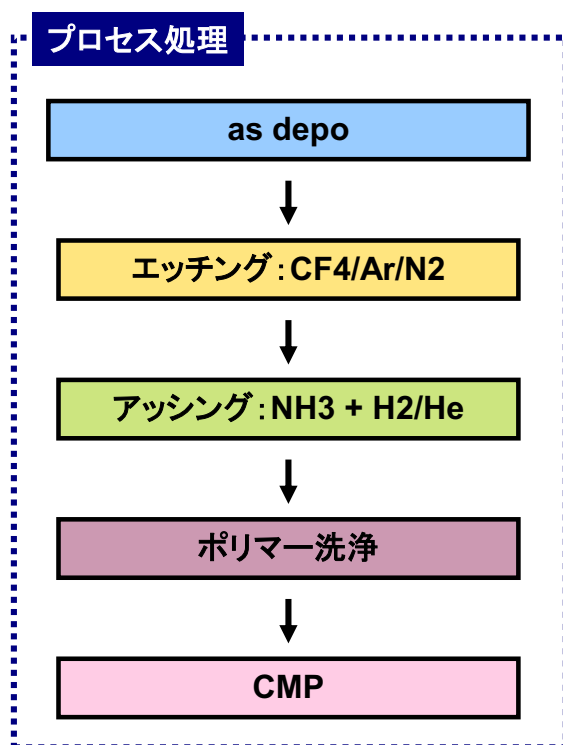 プロセス処理
as depo
エッチング：CF4/Ar/N2
アッシング：NH3 + H2/He
ポリマー洗浄
CMP